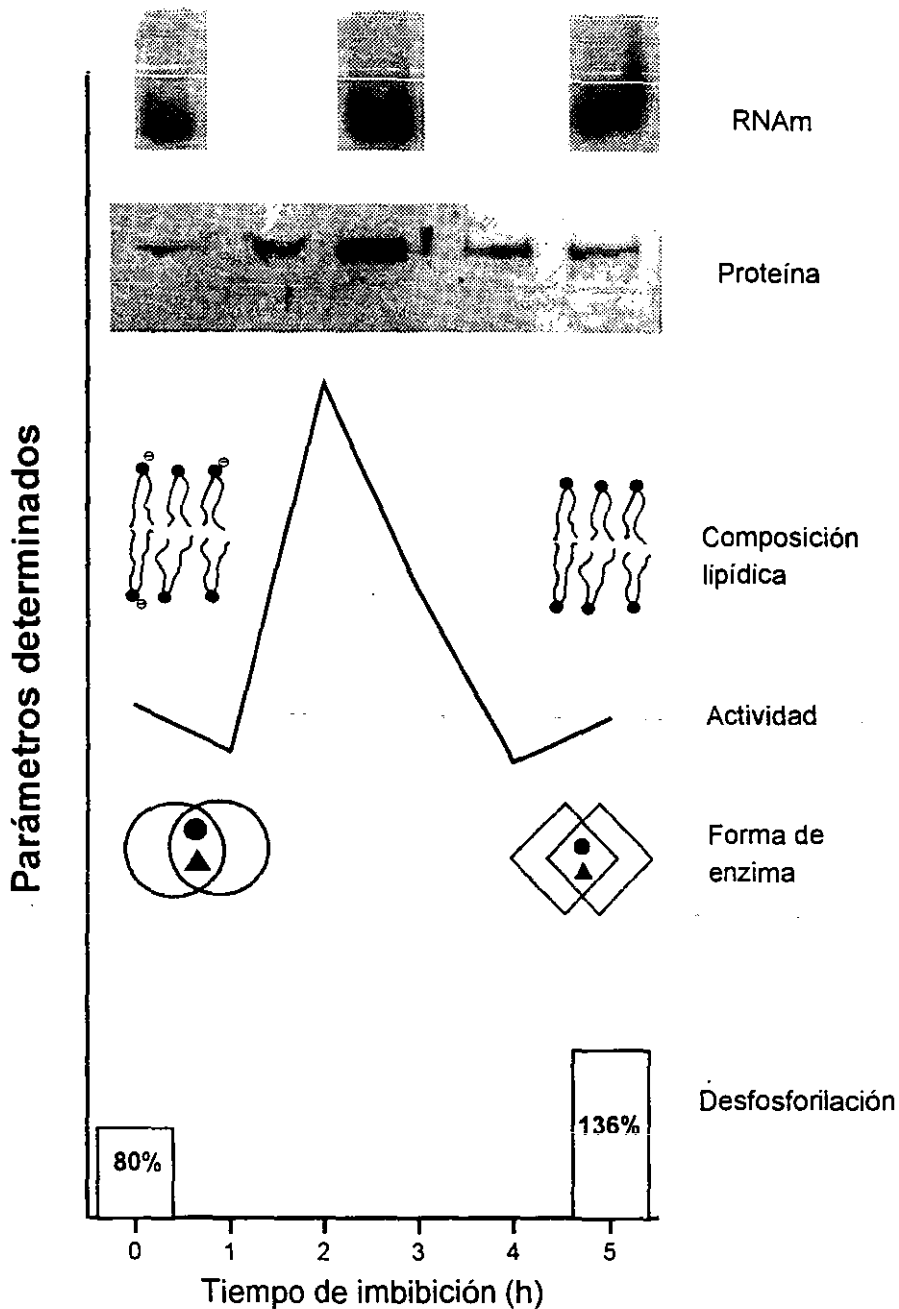 RNAm
Proteína
Parámetros determinados
Composición
lipídica
Actividad
Forma de
enzima
Desfosforilación
80%
136%
0 1 2 3 4 5
Tiempo de imbibición (h)